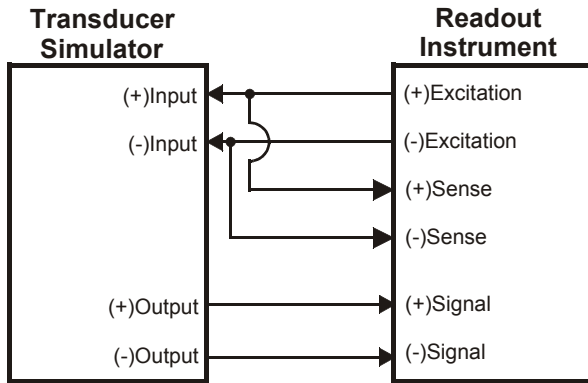 Transducer
Simulator
Readout
Instrument
(+)Input
(-)Input
(+)Output
(-)Output
(+)Excitation
(-)Excitation
(+)Sense
(-)Sense
(+)Signal
(-)Signal